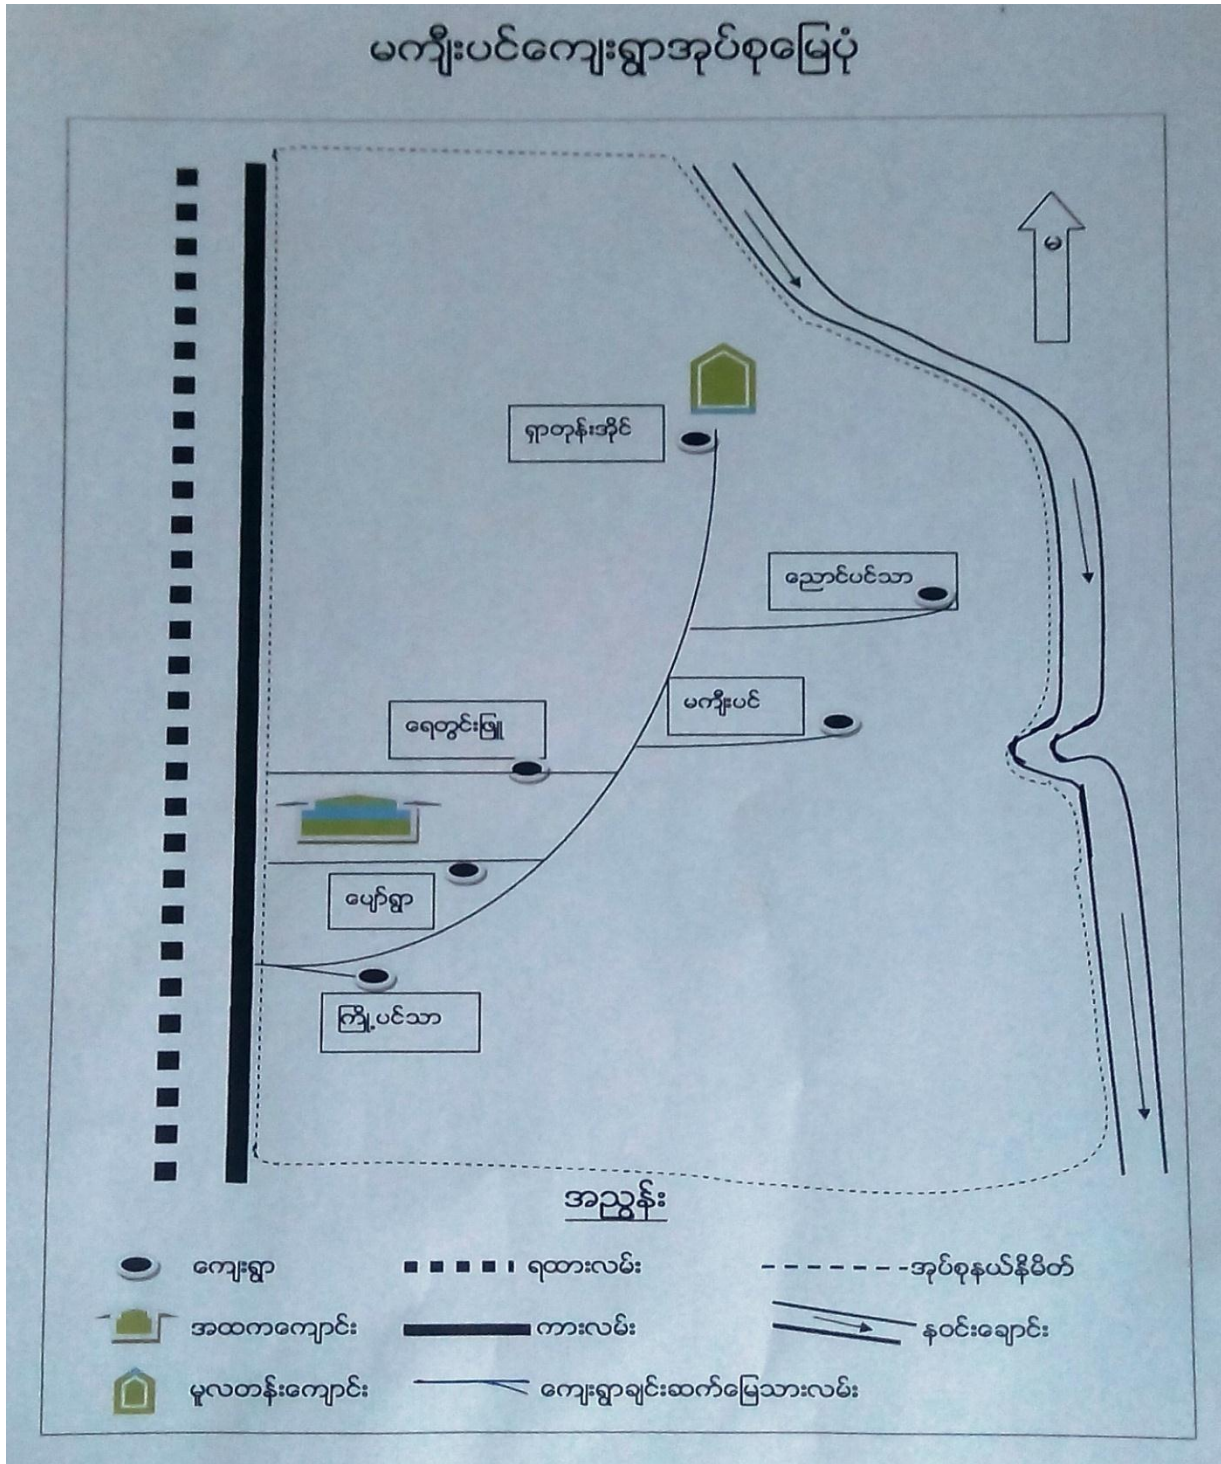 မကျီးပင်ကျေးရွာအုပ်စုမြေပုံ
မ
ရှာတုန်းအိုင်
ညောင်ပင်သာ
မကျီးပင်
ရေတွင်းဖြူ
ပျော်ရွာ
ကြို့ပင်သာ
အညွှန်း
ကျေးရွာ
ရထားလမ်း
အုပ်စုနယ်နိမိတ်
အထကကျောင်း
ကားလမ်း
နဝင်းချောင်း
မူလတန်းကျောင်း
ကျေးရွာချင်းဆက်မြေသားလမ်း